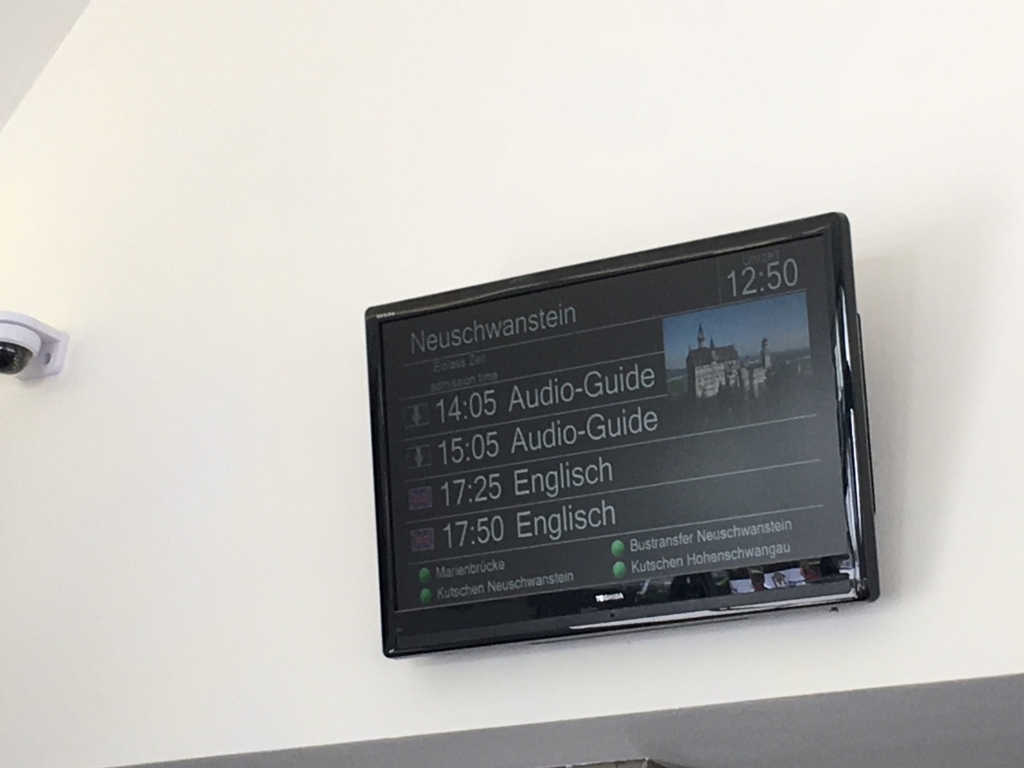 Uhrzeit
12:50
Neuschwanstein
Einlass Zeit
admission time
14:05 Audio-Guide
15:05 Audio-Guide
17:25 Englisch
17:50 Englisch
Marienbrücke
Kutschen Neuschwanstein
Bustransfer Neuschwanstein
Kutschen Hohenschwangau
TOSHIBA